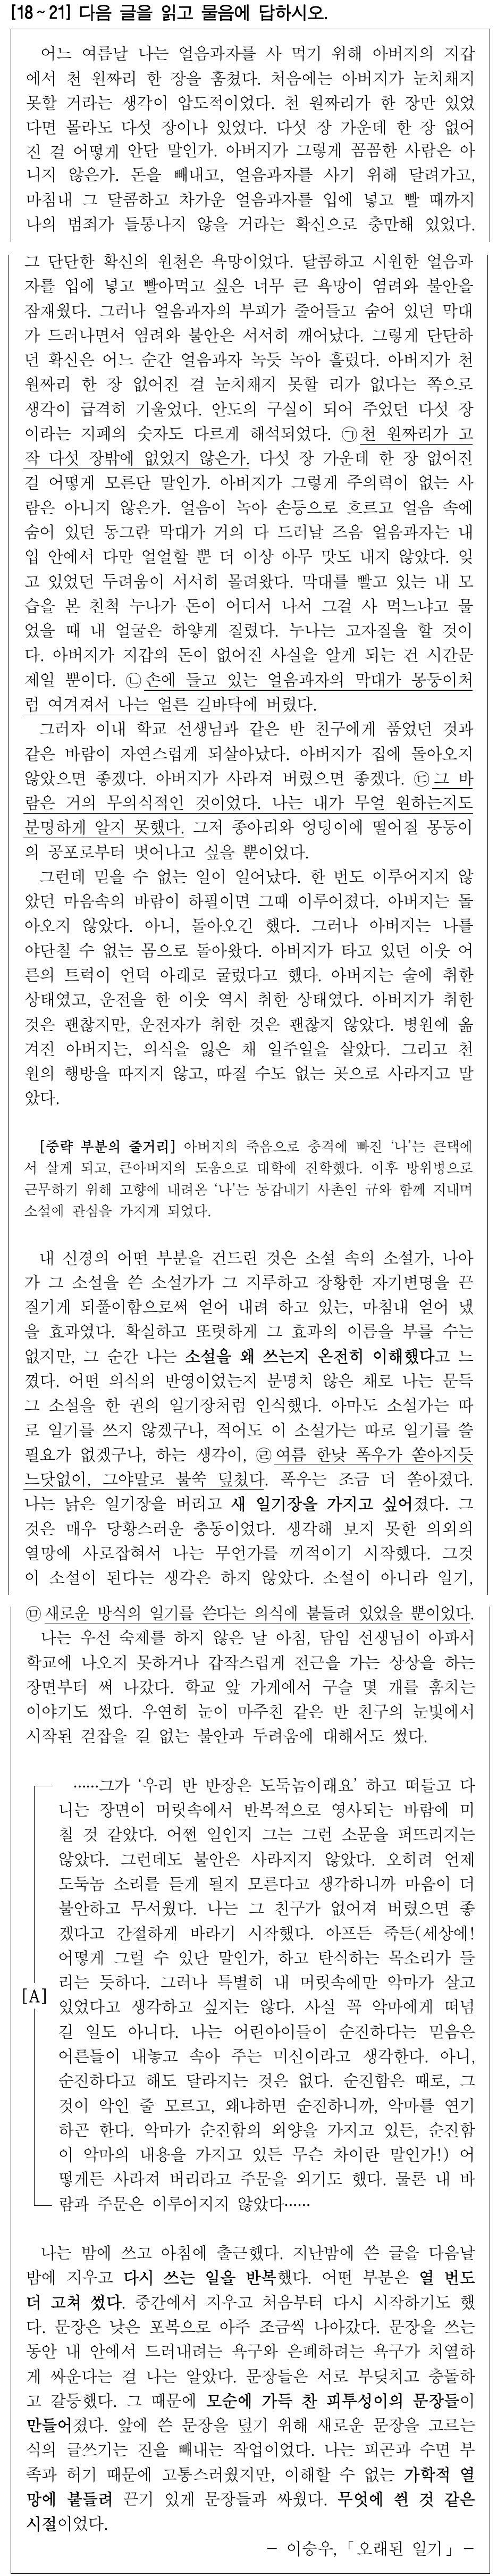 [18~21] 다음 글을 읽고 물음에 답하시오.
어느 여름날 나는 얼음과자를 사 먹기 위해 아버지의 지갑
에서 천 원짜리 한 장을 훔쳤다. 처음에는 아버지가 눈치채지
못할 거라는 생각이 압도적이었다. 천 원짜리가 한 장만 있었
다면 몰라도 다섯 장이나 있었다. 다섯 장 가운데 한 장 없어
진 걸 어떻게 안단 말인가. 아버지가 그렇게 꼼꼼한 사람은 아
니지 않은가. 돈을 빼내고, 얼음과자를 사기 위해 달려가고,
마침내 그 달콤하고 차가운 얼음과자를 입에 넣고 빨 때까지
나의 범죄가 들통나지 않을 거라는 확신으로 충만해 있었다.
그 단단한 확신의 원천은 욕망이었다. 달콤하고 시원한 얼음과
자를 입에 넣고 빨아먹고 싶은 너무 큰 욕망이 염려와 불안을
잠재웠다. 그러나 얼음과자의 부피가 줄어들고 숨어 있던 막대
가 드러나면서 염려와 불안은 서서히 깨어났다. 그렇게 단단하
던 확신은 어느 순간 얼음과자 녹듯 녹아 흘렀다. 아버지가 천
원짜리 한 장 없어진 걸 눈치채지 못할 리가 없다는 쪽으로
생각이 급격히 기울었다. 안도의 구실이 되어 주었던 다섯 장
이라는 지폐의 숫자도 다르게 해석되었다. ㉠천 원짜리가 고
작 다섯 장밖에 없었지 않은가. 다섯 장 가운데 한 장 없어진
걸 어떻게 모른단 말인가. 아버지가 그렇게 주의력이 없는 사
람은 아니지 않은가. 얼음이 녹아 손등으로 흐르고 얼음 속에
숨어 있던 동그란 막대가 거의 다 드러날 즈음 얼음과자는 내
입 안에서 다만 얼얼할 뿐 더 이상 아무 맛도 내지 않았다. 잊
고 있었던 두려움이 서서히 몰려왔다. 막대를 빨고 있는 내 모
습을 본 친척 누나가 돈이 어디서 나서 그걸 사 먹느냐고 물
었을 때 내 얼굴은 하얗게 질렸다. 누나는 고자질을 할 것이
다. 아버지가 지갑의 돈이 없어진 사실을 알게 되는 건 시간문
제일 뿐이다. ㉡손에 들고 있는 얼음과자의 막대가 몽둥이처
럼 여겨져서 나는 얼른 길바닥에 버렸다.
그러자 이내 학교 선생님과 같은 반 친구에게 품었던 것과
같은 바람이 자연스럽게 되살아났다. 아버지가 집에 돌아오지
않았으면 좋겠다. 아버지가 사라져 버렸으면 좋겠다. ㉢그 바
람은 거의 무의식적인 것이었다. 나는 내가 무얼 원하는지도
분명하게 알지 못했다. 그저 종아리와 엉덩이에 떨어질 몽둥이
의 공포로부터 벗어나고 싶을 뿐이었다.
그런데 믿을 수 없는 일이 일어났다. 한 번도 이루어지지 않
았던 마음속의 바람이 하필이면 그때 이루어졌다. 아버지는 돌
아오지 않았다. 아니, 돌아오긴 했다. 그러나 아버지는 나를
야단칠 수 없는 몸으로 돌아왔다. 아버지가 타고 있던 이웃 어
른의 트럭이 언덕 아래로 굴렀다고 했다. 아버지는 술에 취한
상태였고, 운전을 한 이웃 역시 취한 상태였다. 아버지가 취한
것은 괜찮지만, 운전자가 취한 것은 괜찮지 않았다. 병원에 옮
겨진 아버지는, 의식을 잃은 채 일주일을 살았다. 그리고 천
원의 행방을 따지지 않고, 따질 수도 없는 곳으로 사라지고 말
았다.
[중략 부분의 줄거리] 아버지의 죽음으로 충격에 빠진 ‘나’는 큰댁에
서 살게 되고, 큰아버지의 도움으로 대학에 진학했다. 이후 방위병으로
근무하기 위해 고향에 내려온 ‘나’는 동갑내기 사촌인 규와 함께 지내며
소설에 관심을 가지게 되었다.
내 신경의 어떤 부분을 건드린 것은 소설 속의 소설가, 나아
가 그 소설을 쓴 소설가가 그 지루하고 장황한 자기변명을 끈
질기게 되풀이함으로써 얻어 내려 하고 있는, 마침내 얻어 냈
을 효과였다. 확실하고 또렷하게 그 효과의 이름을 부를 수는
없지만, 그 순간 나는 소설을 왜 쓰는지 온전히 이해했다고 느
꼈다. 어떤 의식의 반영이었는지 분명치 않은 채로 나는 문득
그 소설을 한 권의 일기장처럼 인식했다. 아마도 소설가는 따
로 일기를 쓰지 않겠구나, 적어도 이 소설가는 따로 일기를 쓸
필요가 없겠구나, 하는 생각이, ㉣여름 한낮 폭우가 쏟아지듯
느닷없이, 그야말로 불쑥 덮쳤다. 폭우는 조금 더 쏟아졌다.
나는 낡은 일기장을 버리고 새 일기장을 가지고 싶어졌다. 그
것은 매우 당황스러운 충동이었다. 생각해 보지 못한 의외의
열망에 사로잡혀서 나는 무언가를 끼적이기 시작했다. 그것
이 소설이 된다는 생각은 하지 않았다. 소설이 아니라 일기,
㉤새로운 방식의 일기를 쓴다는 의식에 붙들려 있었을 뿐이었다.
나는 우선 숙제를 하지 않은 날 아침, 담임 선생님이 아파서
학교에 나오지 못하거나 갑작스럽게 전근을 가는 상상을 하는
장면부터 써 나갔다. 학교 앞 가게에서 구슬 몇 개를 훔치는
이야기도 썼다. 우연히 눈이 마주친 같은 반 친구의 눈빛에서
시작된 걷잡을 길 없는 불안과 두려움에 대해서도 썼다.
……그가 ‘우리 반 반장은 도둑놈이래요’ 하고 떠들고 다
니는 장면이 머릿속에서 반복적으로 영사되는 바람에 미
칠 것 같았다. 어쩐 일인지 그는 그런 소문을 퍼뜨리지는
않았다. 그런데도 불안은 사라지지 않았다. 오히려 언제
도둑놈 소리를 듣게 될지 모른다고 생각하니까 마음이 더
불안하고 무서웠다. 나는 그 친구가 없어져 버렸으면 좋
겠다고 간절하게 바라기 시작했다. 아프든 죽든(세상에!
어떻게 그럴 수 있단 말인가, 하고 탄식하는 목소리가 들
리는 듯하다. 그러나 특별히 내 머릿속에만 악마가 살고
[A] 있었다고 생각하고 싶지는 않다. 사실 꼭 악마에게 떠넘
길 일도 아니다. 나는 어린아이들이 순진하다는 믿음은
어른들이 내놓고 속아 주는 미신이라고 생각한다. 아니,
순진하다고 해도 달라지는 것은 없다. 순진함은 때로, 그
것이 악인 줄 모르고, 왜냐하면 순진하니까, 악마를 연기
하곤 한다. 악마가 순진함의 외양을 가지고 있든, 순진함
이 악마의 내용을 가지고 있든 무슨 차이란 말인가!) 어
떻게든 사라져 버리라고 주문을 외기도 했다. 물론 내 바
람과 주문은 이루어지지 않았다……
나는 밤에 쓰고 아침에 출근했다. 지난밤에 쓴 글을 다음날
밤에 지우고 다시 쓰는 일을 반복했다. 어떤 부분은 열 번도
더 고쳐 썼다. 중간에서 지우고 처음부터 다시 시작하기도 했
다. 문장은 낮은 포복으로 아주 조금씩 나아갔다. 문장을 쓰는
동안 내 안에서 드러내려는 욕구와 은폐하려는 욕구가 치열하
게 싸운다는 걸 나는 알았다. 문장들은 서로 부딪치고 충돌하
고 갈등했다. 그 때문에 모순에 가득 찬 피투성이의 문장들이
만들어졌다. 앞에 쓴 문장을 덮기 위해 새로운 문장을 고르는
식의 글쓰기는 진을 빼내는 작업이었다. 나는 피곤과 수면 부
족과 허기 때문에 고통스러웠지만, 이해할 수 없는 가학적 열
망에 붙들려 끈기 있게 문장들과 싸웠다. 무엇에 씐 것 같은
시절이었다.
- 이승우, 「오래된 일기」 -